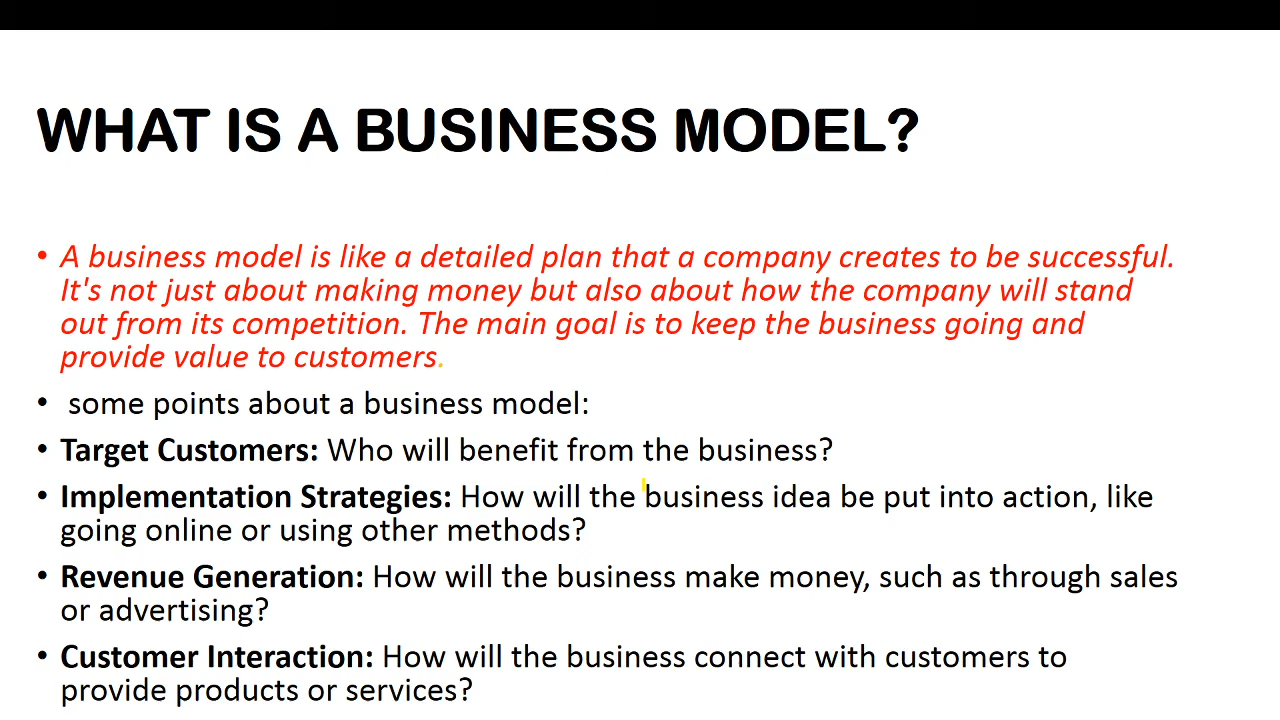 WHAT IS A BUSINESS MODEL?
• A business model is like a detailed plan that a company creates to be successful.
It's not just about making money but also about how the company will stand
out from its competition. The main goal is to keep the business going and
provide value to customers.
• some points about a business model:
• Target Customers: Who will benefit from the business?
• Implementation Strategies: How will the business idea be put into action, like
going online or using other methods?
• Revenue Generation: How will the business make money, such as through sales
or advertising?
• Customer Interaction: How will the business connect with customers to
provide products or services?